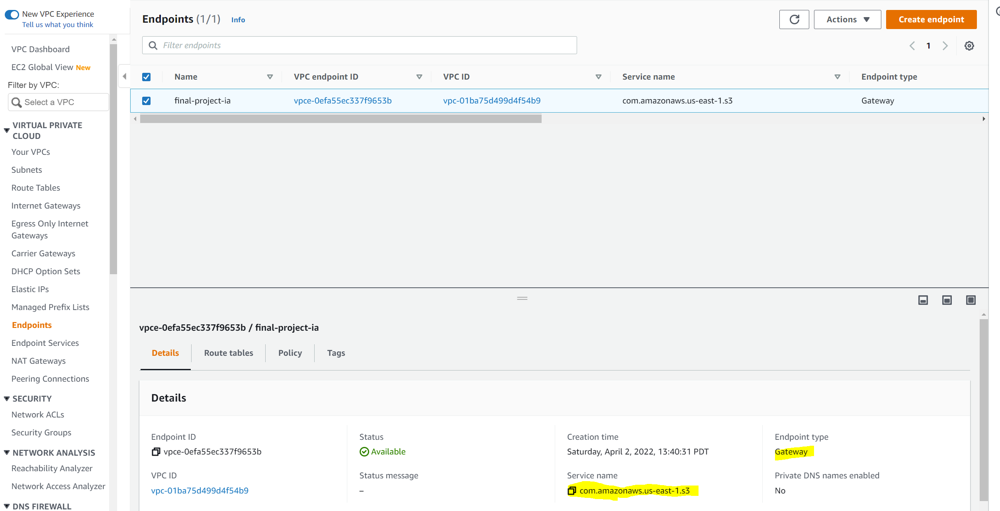 New VPC Experience
Tell us what you think
VPC Dashboard
EC2 Global View New
Filter by VPC:
Select a VPC
VIRTUAL PRIVATE
CLOUD
Your VPCs
Subnets
Route Tables
Internet Gateways
Egress Only Internet
Gateways
Carrier Gateways
DHCP Option Sets
Elastic IPs
Managed Prefix Lists
Endpoints
Endpoint Services
NAT Gateways
Peering Connections
SECURITY
Network ACLs
Security Groups
NETWORK ANALYSIS
Reachability Analyzer
Network Access Analyzer
DNS FIREWALL
Endpoints (1/1) Info
Actions
Create endpoint
Filter endpoints
1
Name VPC endpoint ID VPC ID Service name Endpoint type
final-project-ia vpce-0efa55ec337f9653b vpc-01ba75d499d4f54b9 com.amazonaws.us-east-1.s3 Gateway
vpce-0efa55ec337f9653b / final-project-ia
Details Route tables Policy Tags
Details
Endpoint ID Status Creation time Endpoint type
vpce-0efa55ec337f9653b Available Saturday, April 2, 2022, 13:40:31 PDT Gateway
VPC ID Status message Service name Private DNS names enabled
vpc-01ba75d499d4f54b9 – com.amazonaws.us-east-1.s3 No